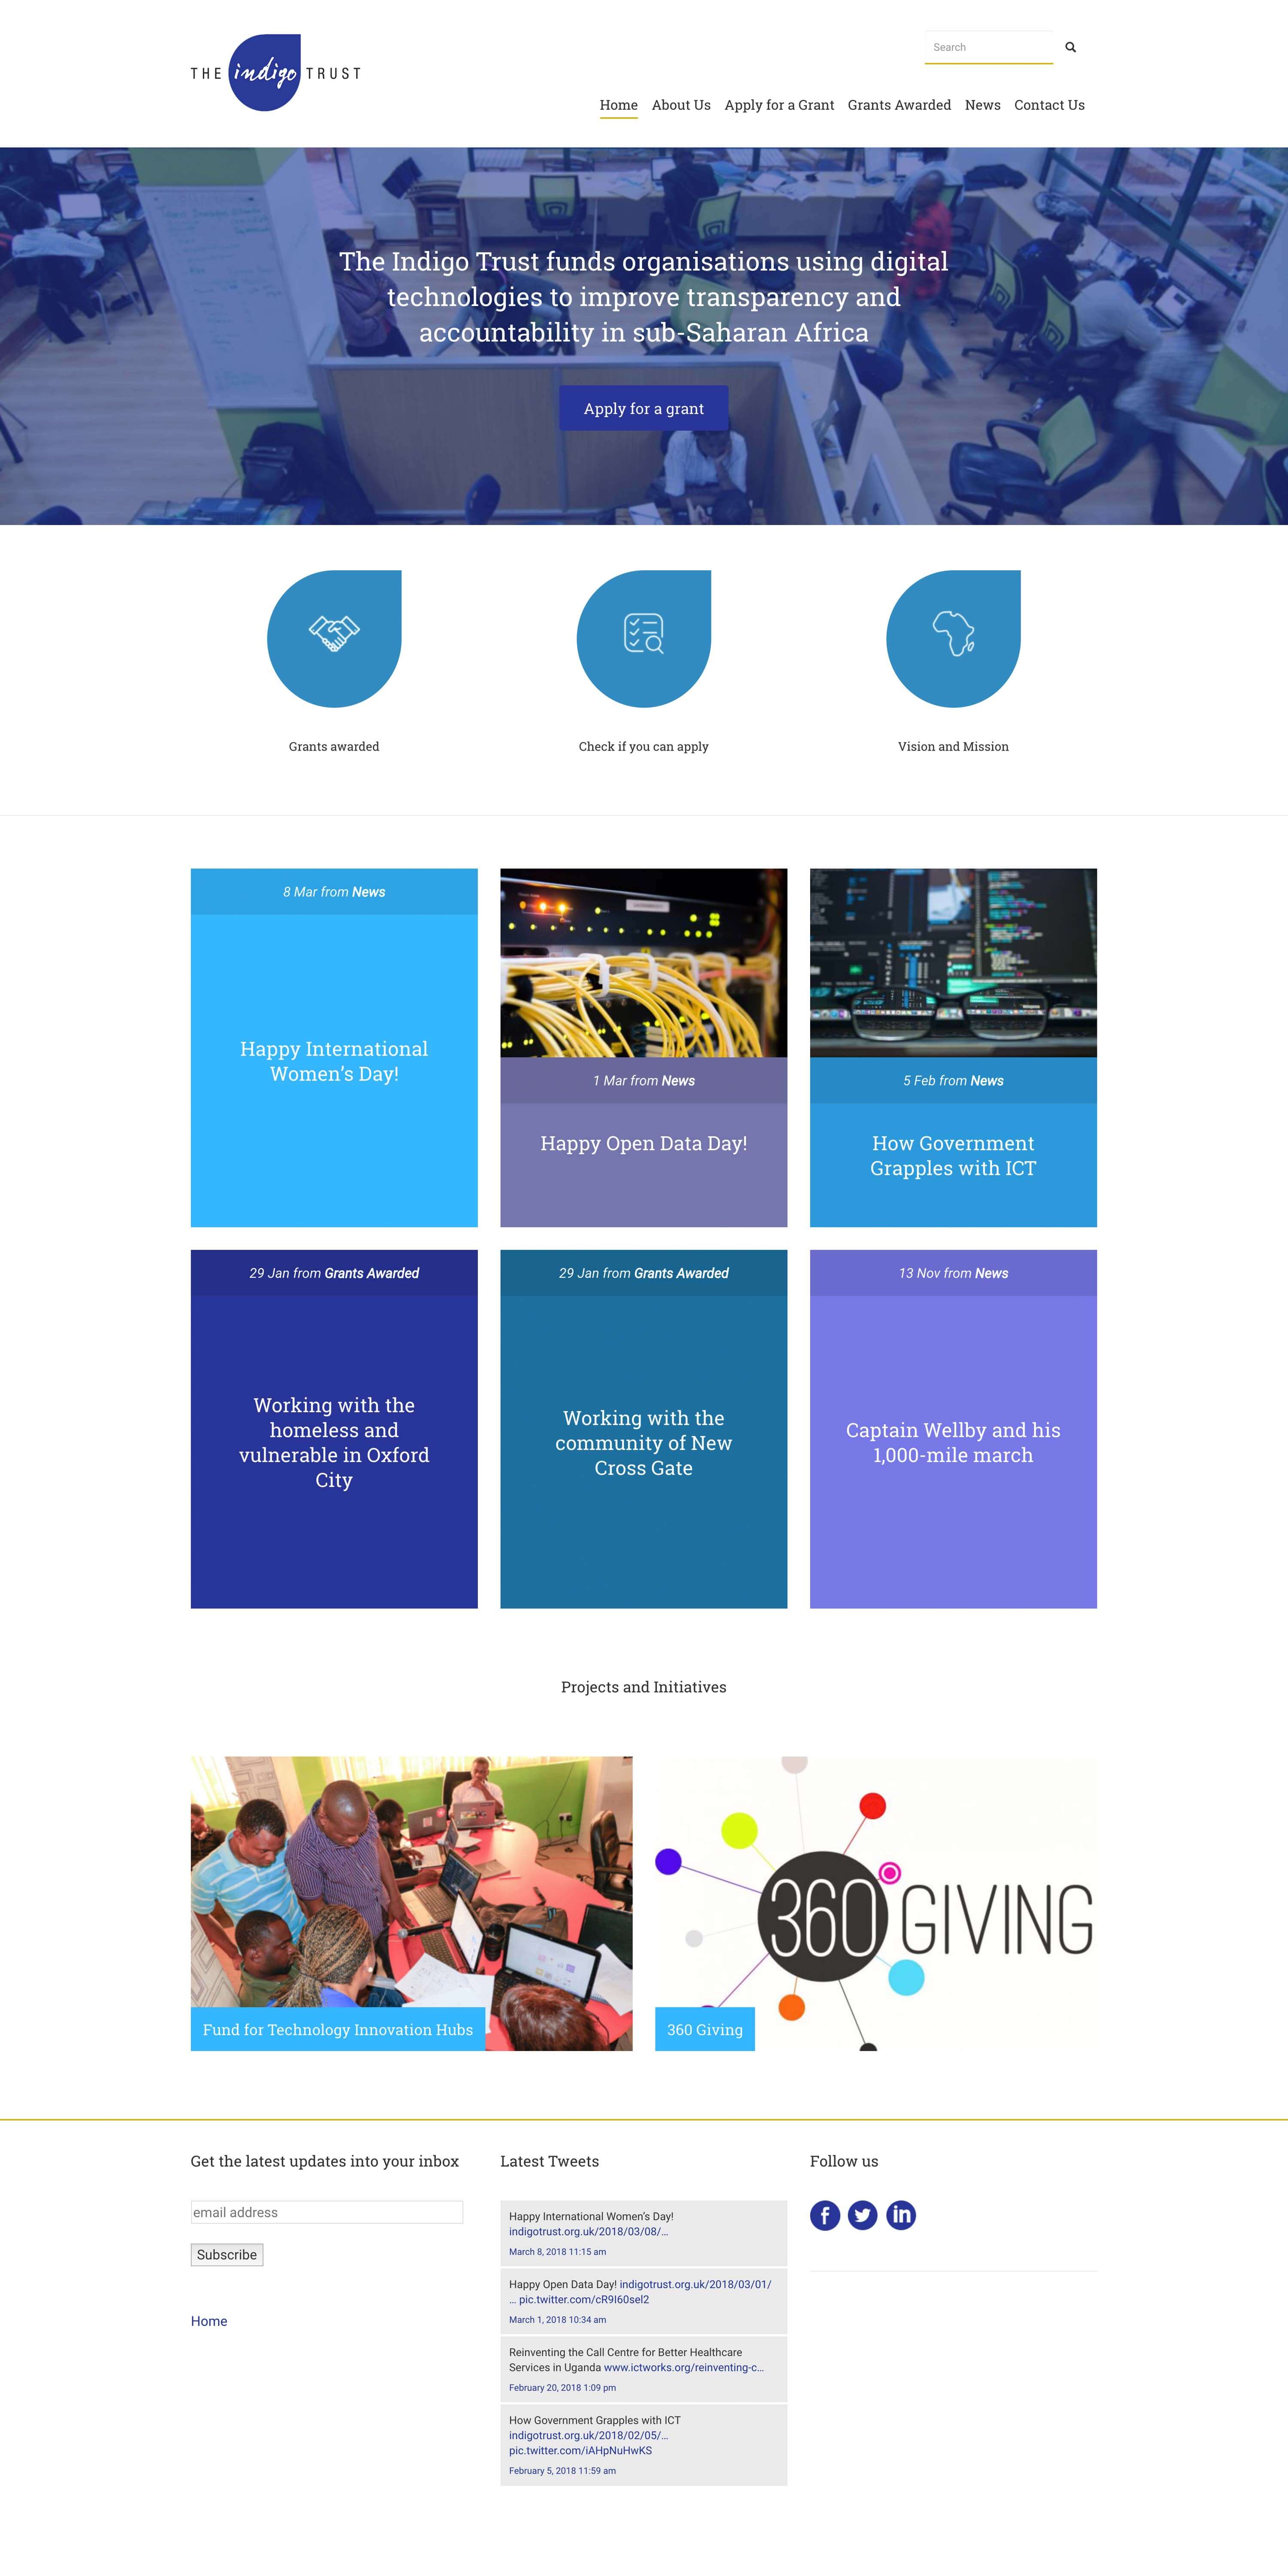 THE indigo TRUST
Search
Home About Us Apply for a Grant Grants Awarded News Contact Us
The Indigo Trust funds organisations using digital
technologies to improve transparency and
accountability in sub-Saharan Africa
Apply for a grant
Grants awarded
Check if you can apply
Vision and Mission
8 Mar from News
Happy International
Women's Day!
1 Mar from News
Happy Open Data Day!
5 Feb from News
How Government
Grapples with ICT
29 Jan from Grants Awarded
Working with the
homeless and
vulnerable in Oxford
City
29 Jan from Grants Awarded
Working with the
community of New
Cross Gate
13 Nov from News
Captain Wellby and his
1,000-mile march
Projects and Initiatives
Fund for Technology Innovation Hubs
360 GIVING
360 Giving
Get the latest updates into your inbox
email address
Subscribe
Home
Latest Tweets
Happy International Women's Day!
indigotrust.org.uk/2018/03/08/…
March 8, 2018 11:15 am
Happy Open Data Day! indigotrust.org.uk/2018/03/01/
… pic.twitter.com/cR9I60sel2
March 1, 2018 10:34 am
Reinventing the Call Centre for Better Healthcare
Services in Uganda www.ictworks.org/reinventing-c…
February 20, 2018 1:09 pm
How Government Grapples with ICT
indigotrust.org.uk/2018/02/05/…
pic.twitter.com/iAHpNuHwKS
February 5, 2018 11:59 am
Follow us